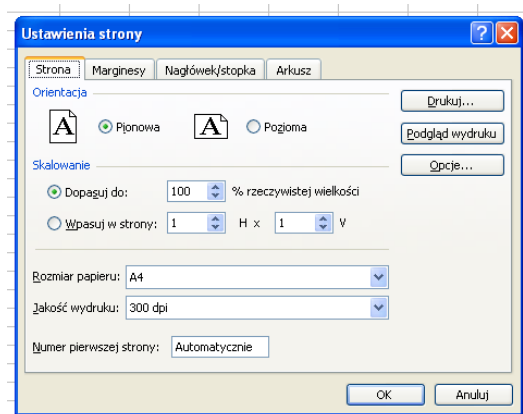 Ustawienia strony
Strona Marginesy Nagłówek/stopka Arkusz
Orientacja
A Pionowa A Pozioma
Drukuj...
Podgląd wydruku
Opcje...
Skalowanie
Dopasuj do: 100 % rzeczywistej wielkości
Wpasuj w strony: 1 H x 1 V
Rozmiar papieru: A4
Jakość wydruku: 300 dpi
Numer pierwszej strony: Automatycznie
OK Anuluj